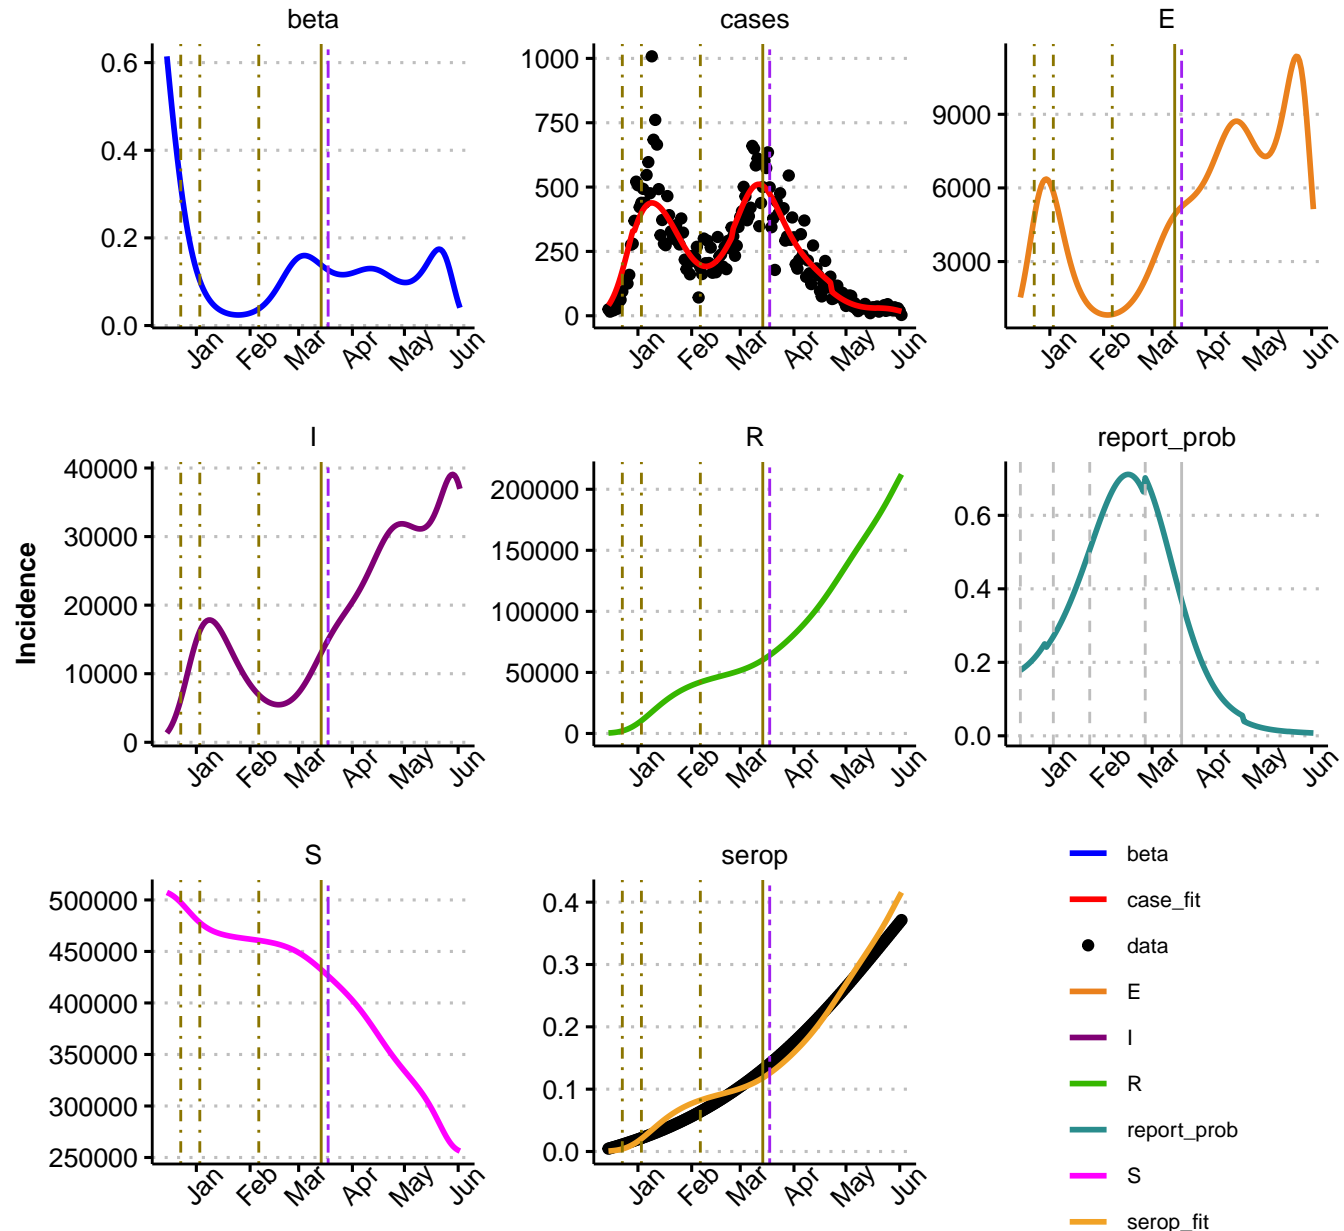 beta
cases
E
0.6
0.4
0.2
0.0
Jan Feb Mar Apr May Jun
1000
750
500
250
0
Jan Feb Mar Apr May Jun
9000
6000
3000
Jan Feb Mar Apr May Jun
Incidence
I
R
report_prob
40000
30000
20000
10000
0
Jan Feb Mar Apr May Jun
200000
150000
100000
50000
0
Jan Feb Mar Apr May Jun
0.6
0.4
0.2
0.0
Jan Feb Mar Apr May Jun
S
serop
500000
450000
400000
350000
300000
250000
Jan Feb Mar Apr May Jun
0.4
0.3
0.2
0.1
0.0
Jan Feb Mar Apr May Jun
beta
case_fit
data
E
I
R
report_prob
S
serop_fit